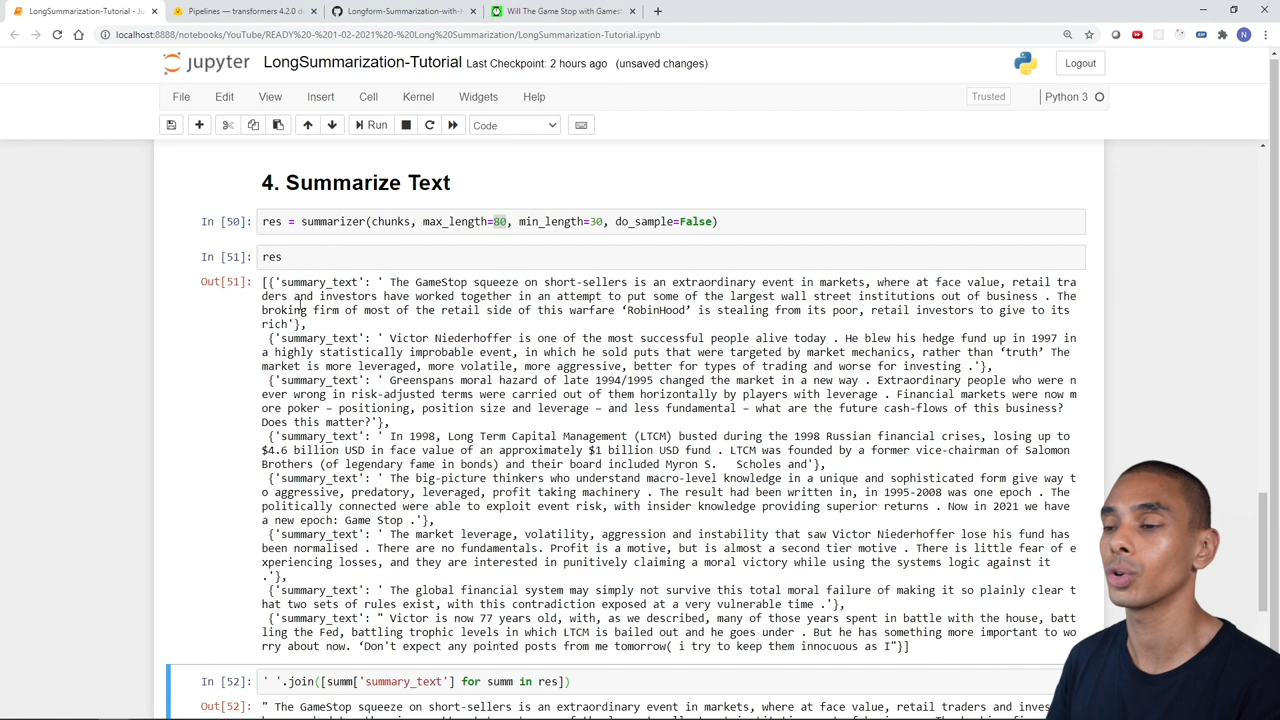 LongSummarization-Tutorial - Ju
Pipelines — transformers 4.2.0 d
Longform-Summarization-with-
Will The Game Stop with Games
localhost:8888/notebooks/YouTube/READY%20-%201-02-2021%20-%20Long%20Summarization/LongSummarization-Tutorial.ipynb
N
jupyter LongSummarization-Tutorial Last Checkpoint: 2 hours ago (unsaved changes) Logout
File Edit View Insert Cell Kernel Widgets Help Trusted Python 3
Run Code
4. Summarize Text
In [50]: res = summarizer(chunks, max_length=80, min_length=30, do_sample=False)
In [51]: res
Out[51]: [{'summary_text': ' The GameStop squeeze on short-sellers is an extraordinary event in markets, where at face value, retail tra
ders and investors have worked together in an attempt to put some of the largest wall street institutions out of business . The
broking firm of most of the retail side of this warfare ‘RobinHood’ is stealing from its poor, retail investors to give to its
rich'},
{'summary_text': ' Victor Niederhoffer is one of the most successful people alive today . He blew his hedge fund up in 1997 in
a highly statistically improbable event, in which he sold puts that were targeted by market mechanics, rather than ‘truth’ The
market is more leveraged, more volatile, more aggressive, better for types of trading and worse for investing .'},
{'summary_text': ' Greenspans moral hazard of late 1994/1995 changed the market in a new way . Extraordinary people who were n
ever wrong in risk-adjusted terms were carried out of them horizontally by players with leverage . Financial markets were now m
ore poker – positioning, position size and leverage – and less fundamental – what are the future cash-flows of this business?
Does this matter?'},
{'summary_text': ' In 1998, Long Term Capital Management (LTCM) busted during the 1998 Russian financial crises, losing up to
$4.6 billion USD in face value of an approximately $1 billion USD fund . LTCM was founded by a former vice-chairman of Salomon
Brothers (of legendary fame in bonds) and their board included Myron S.   Scholes and'},
{'summary_text': ' The big-picture thinkers who understand macro-level knowledge in a unique and sophisticated form give way t
o aggressive, predatory, leveraged, profit taking machinery . The result had been written in, in 1995-2008 was one epoch . The
politically connected were able to exploit event risk, with insider knowledge providing superior returns . Now in 2021 we have
a new epoch: Game Stop .'},
{'summary_text': ' The market leverage, volatility, aggression and instability that saw Victor Niederhoffer lose his fund has
been normalised . There are no fundamentals. Profit is a motive, but is almost a second tier motive . There is little fear of e
xperiencing losses, and they are interested in punitively claiming a moral victory while using the systems logic against it
.'},
{'summary_text': ' The global financial system may simply not survive this total moral failure of making it so plainly clear t
hat two sets of rules exist, with this contradiction exposed at a very vulnerable time .'},
{'summary_text': " Victor is now 77 years old, with, as we described, many of those years spent in battle with the house, batt
ling the Fed, battling trophic levels in which LTCM is bailed out and he goes under . But he has something more important to wo
rry about now. ‘Don't expect any pointed posts from me tomorrow( i try to keep them innocuous as I"}]
In [52]: ' '.join([summ['summary_text'] for summ in res])
Out[52]: " The GameStop squeeze on short-sellers is an extraordinary event in markets, where at face value, retail traders and inves